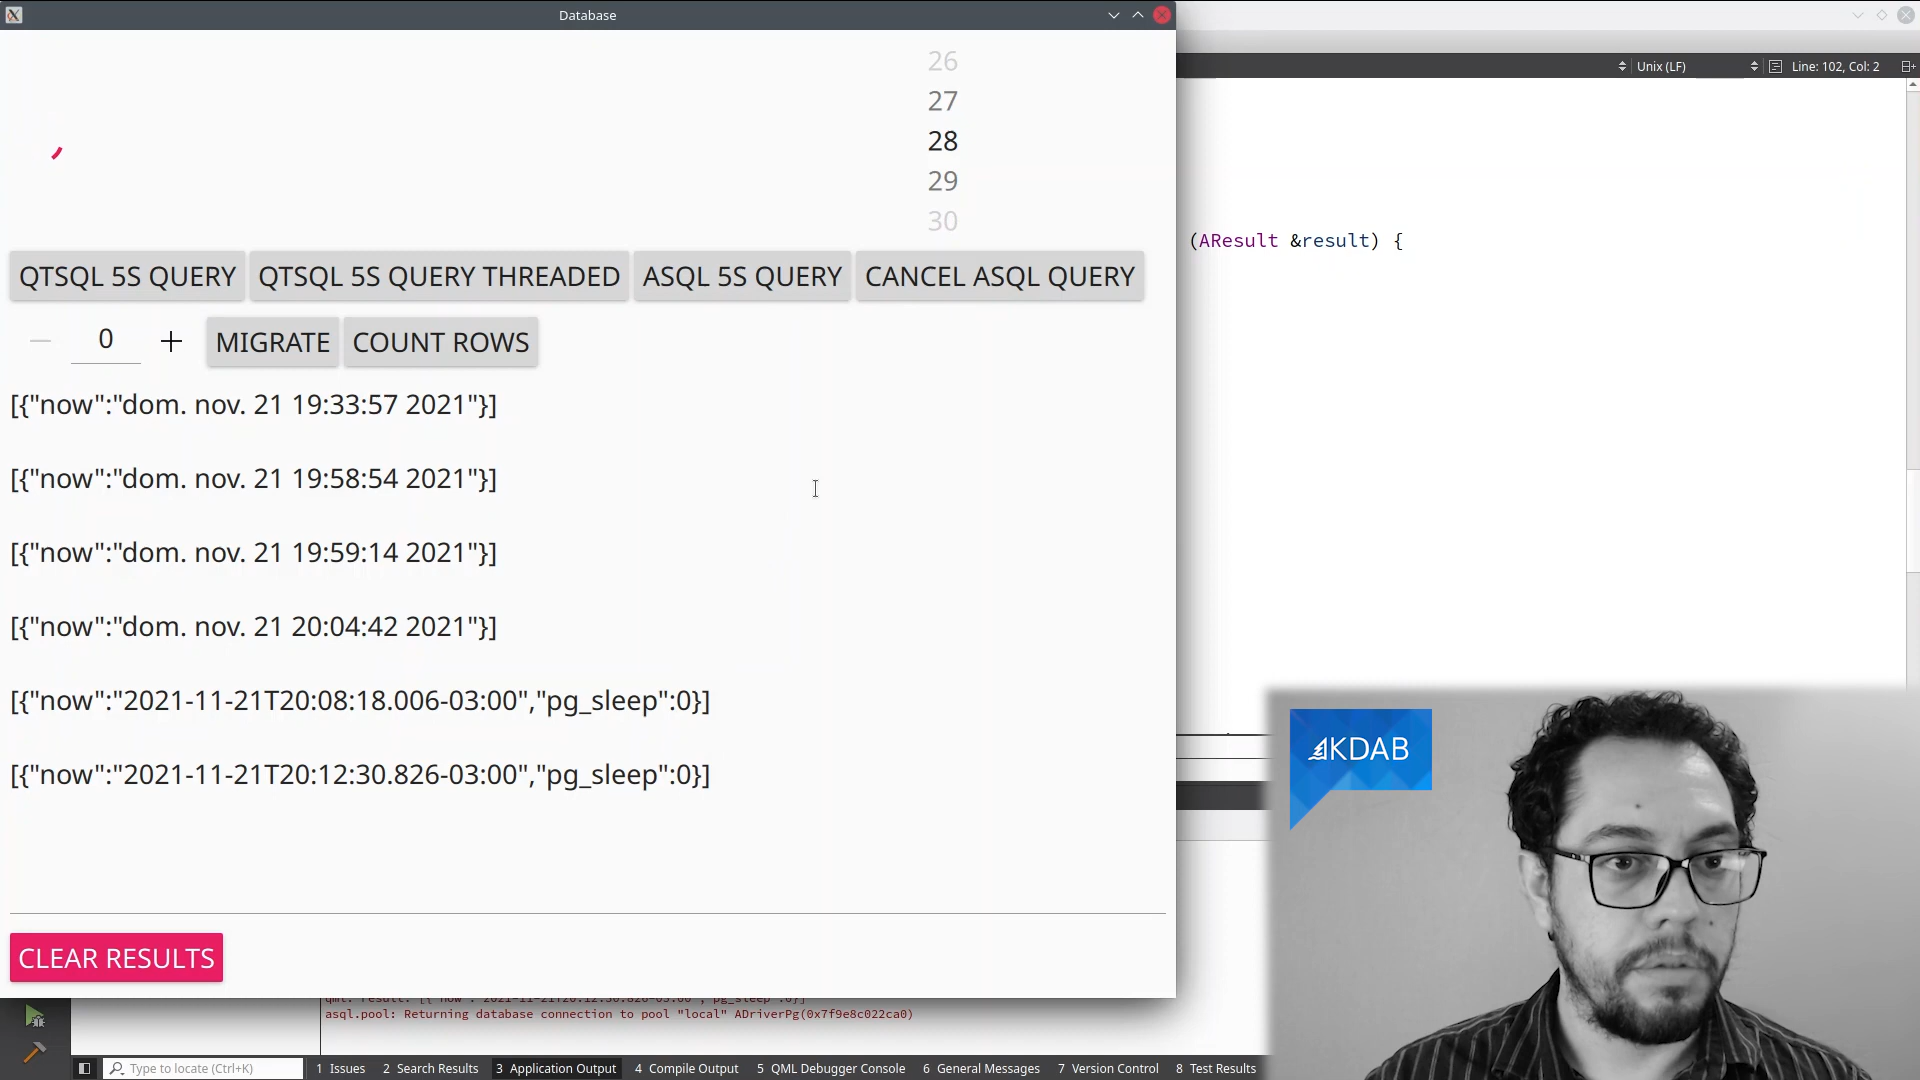 Database
26
27
28
29
30
Unix (LF)
Line: 102, Col: 2
(AResult &result) {
QTSQL 5S QUERY
QTSQL 5S QUERY THREADED
ASQL 5S QUERY
CANCEL ASQL QUERY
0
MIGRATE
COUNT ROWS
[{"now":"dom. nov. 21 19:33:57 2021"}]
[{"now":"dom. nov. 21 19:58:54 2021"}]
[{"now":"dom. nov. 21 19:59:14 2021"}]
[{"now":"dom. nov. 21 20:04:42 2021"}]
[{"now":"2021-11-21T20:08:18.006-03:00","pg_sleep":0}]
[{"now":"2021-11-21T20:12:30.826-03:00","pg_sleep":0}]
KDAB
CLEAR RESULTS
asql.pool: Returning database connection to pool "local" ADriverPg(0x7f9e8c022ca0)
Type to locate (Ctrl+K)
1 Issues
2 Search Results
3 Application Output
4 Compile Output
5 QML Debugger Console
6 General Messages
7 Version Control
8 Test Results